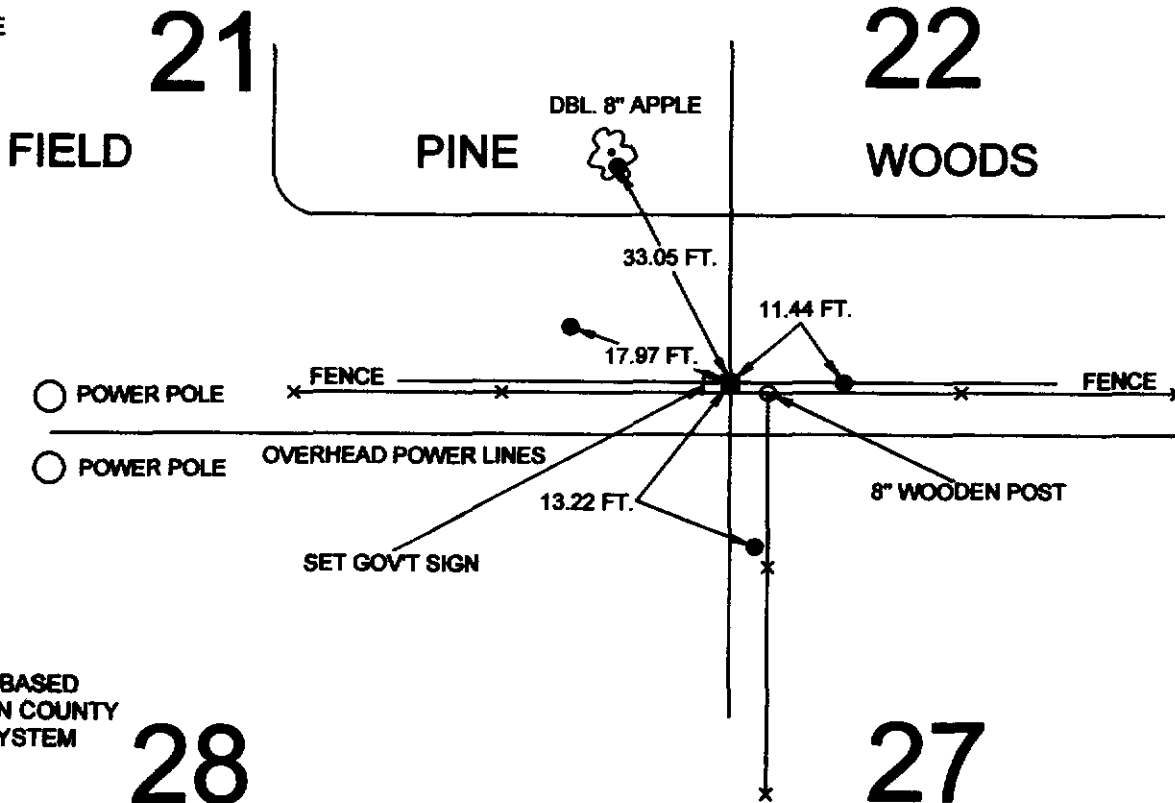 E
21
22
DBL. 8" APPLE
FIELD
PINE
WOODS
33.05 FT.
11.44 FT.
17.97 FT.
FENCE
FENCE
POWER POLE
OVERHEAD POWER LINES
POWER POLE
8" WOODEN POST
13.22 FT.
SET GOV'T SIGN
BASED
N COUNTY
YSTEM
28
27